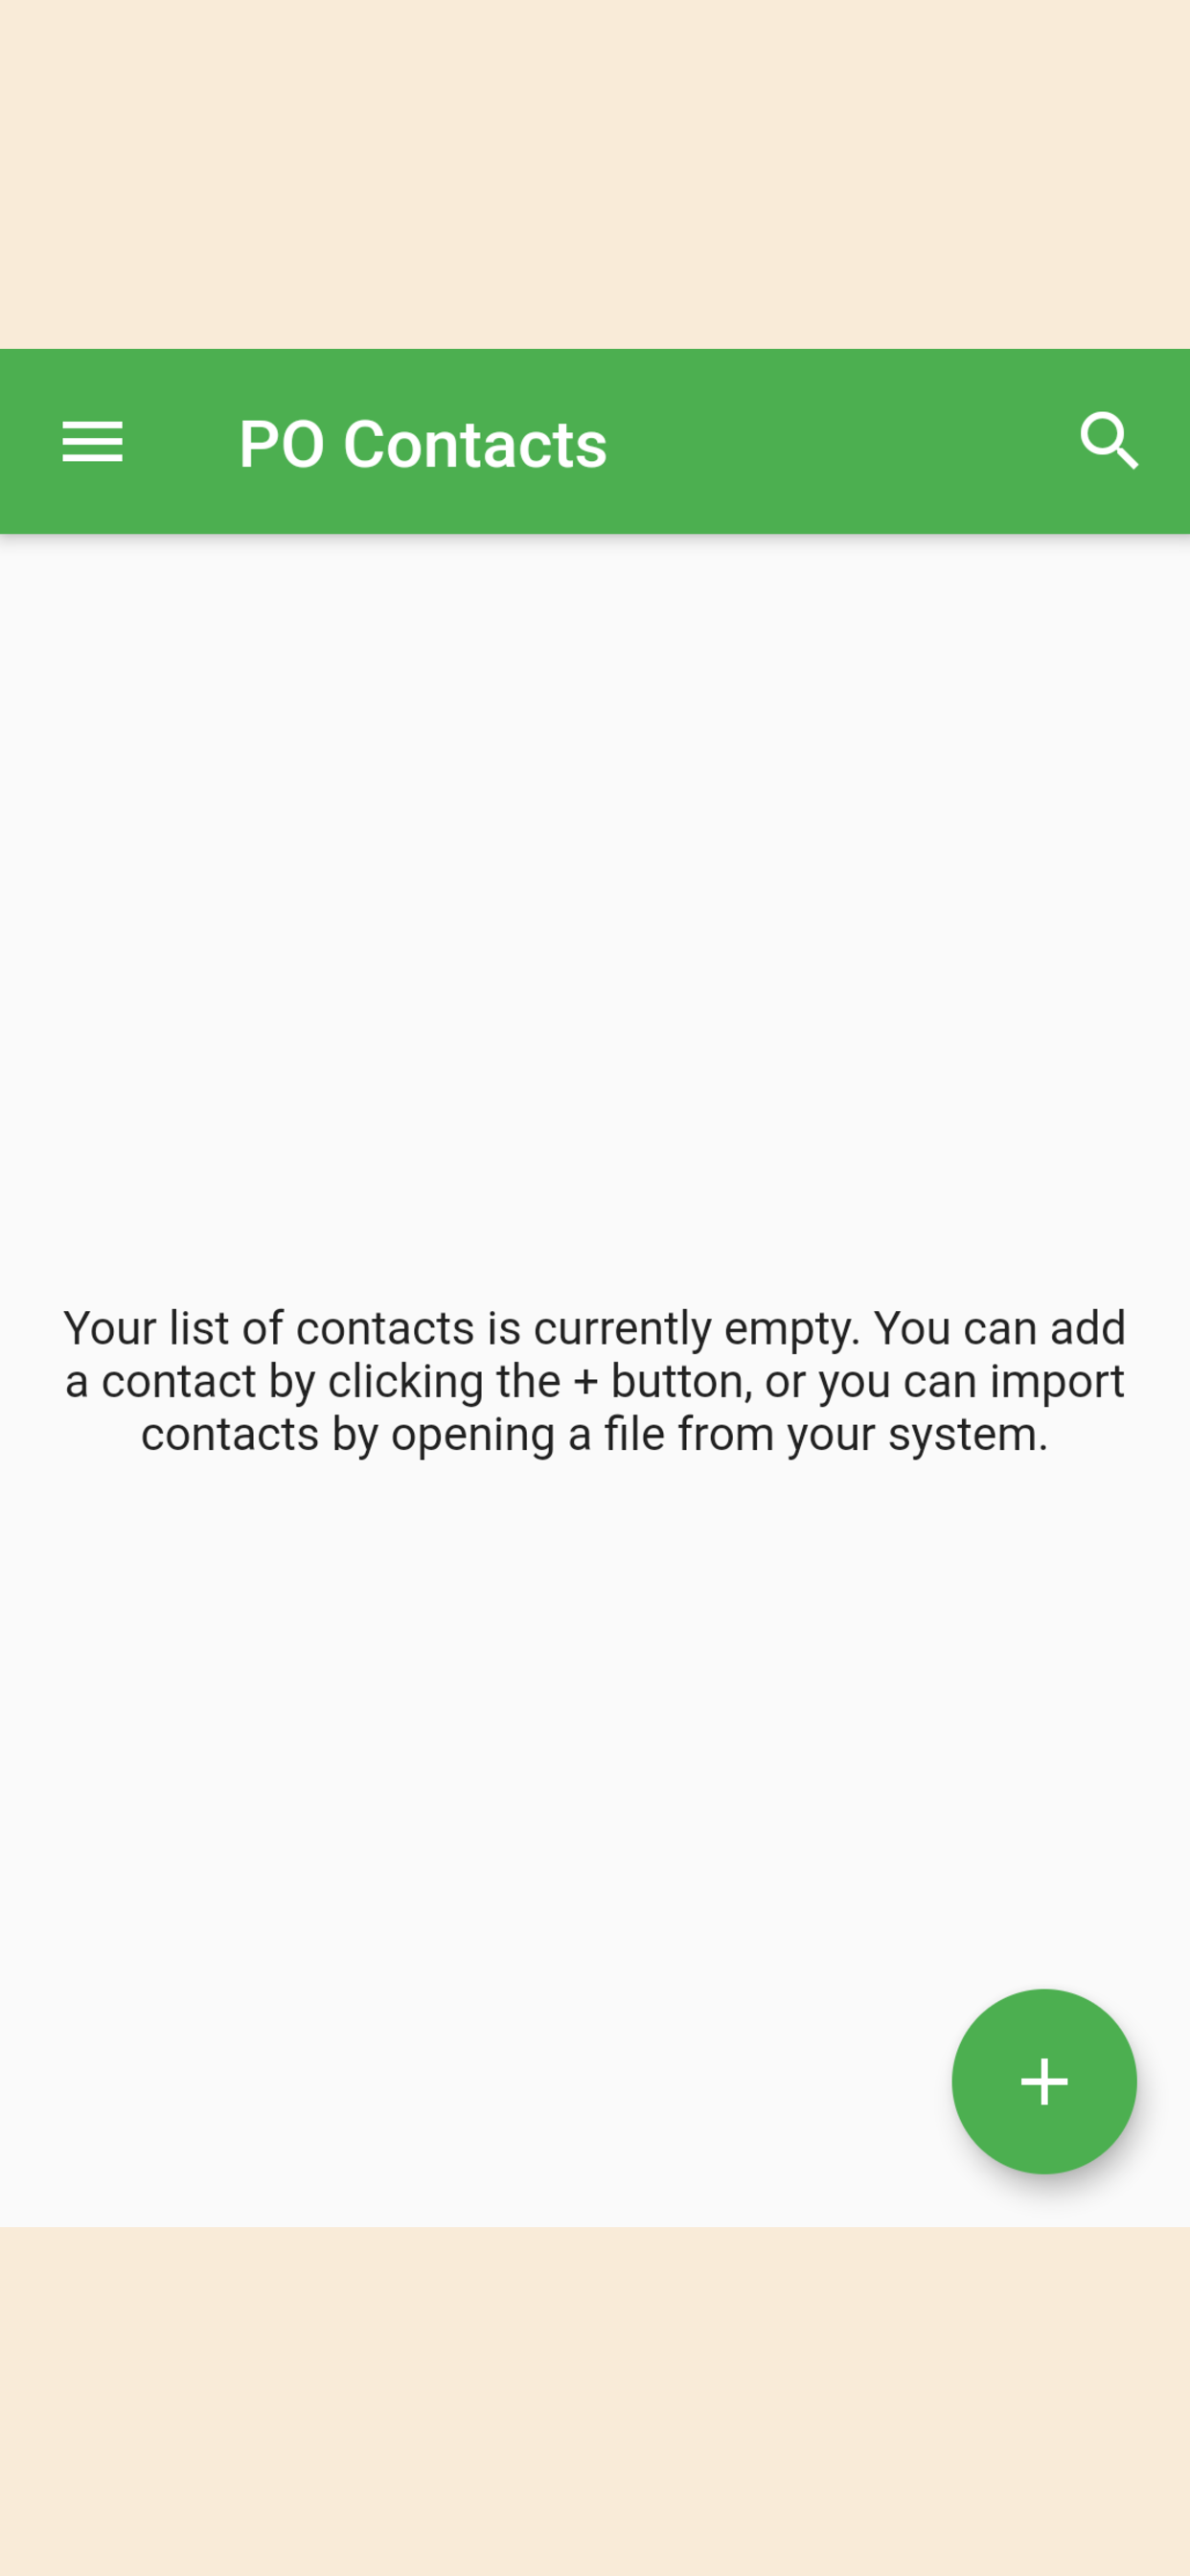 PO Contacts
Your list of contacts is currently empty. You can add
a contact by clicking the + button, or you can import
contacts by opening a file from your system.
+